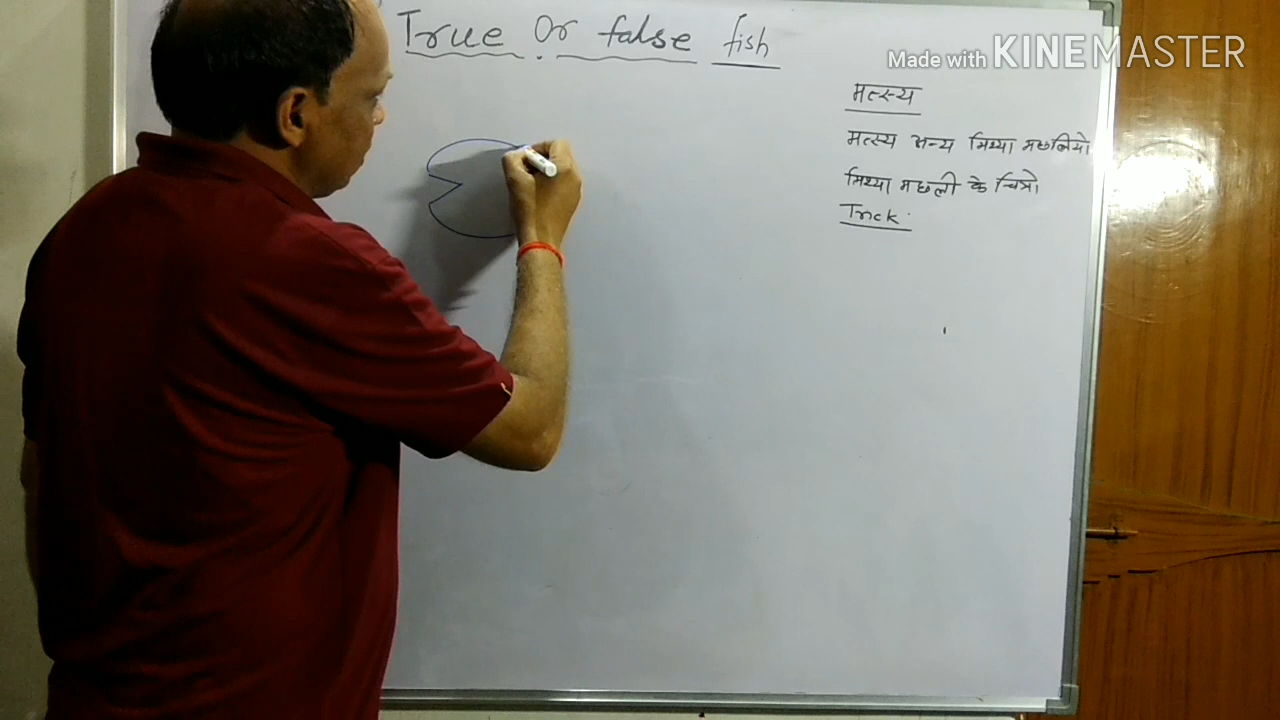 True Or false fish
Made with KINEMASTER
मत्स्य
मत्स्य अन्य मिथ्या मछलियो
मिथ्या मछली के चित्रो
Trick.